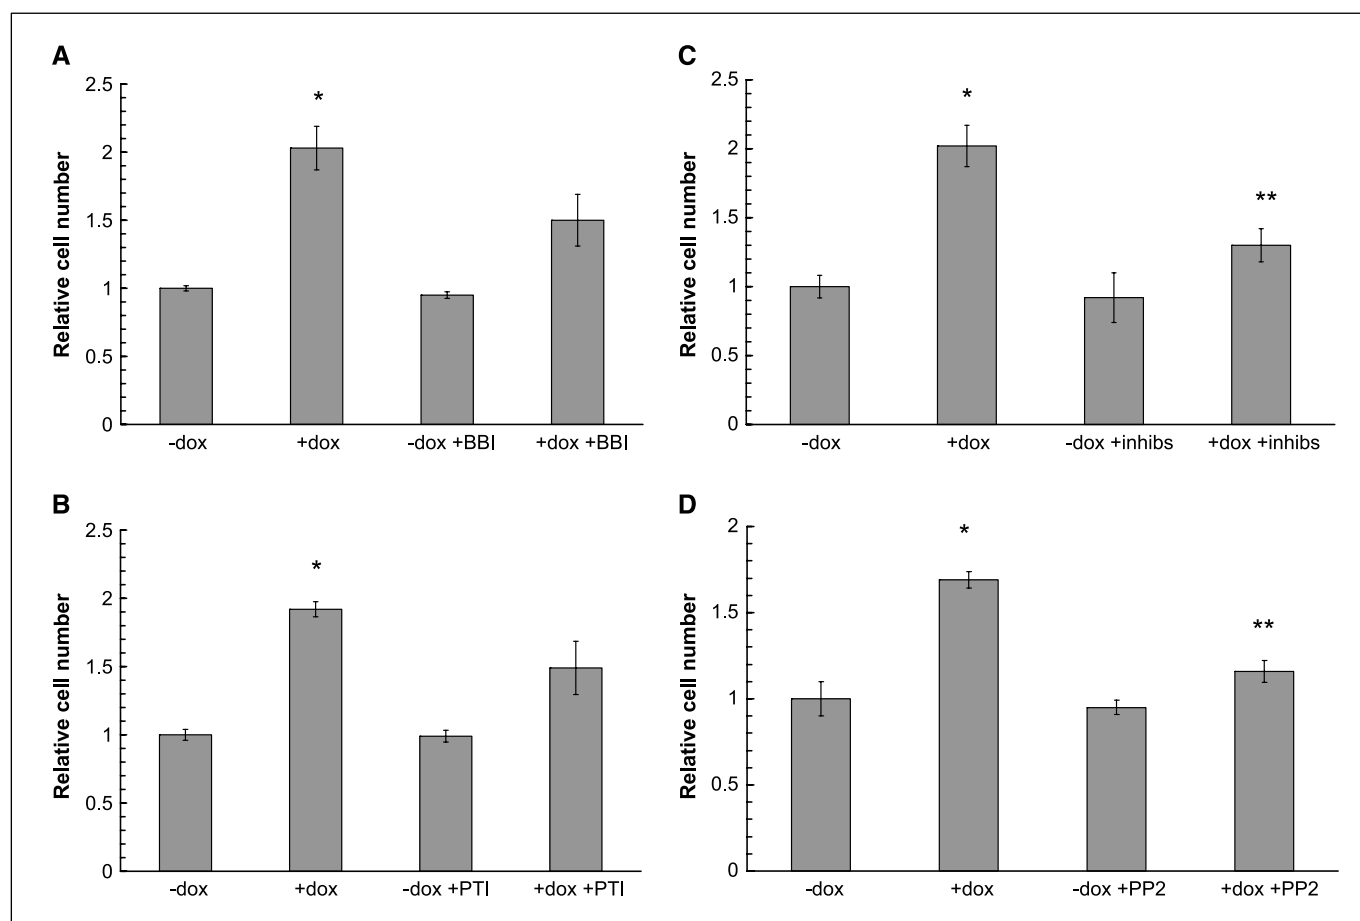 A
Relative cell number
2.5
2
1.5
1
0.5
0
*
-dox +dox -dox +BBI +dox +BBI
B
Relative cell number
2.5
2
1.5
1
0.5
0
*
-dox +dox -dox +PTI +dox +PTI
C
Relative cell number
2.5
2
1.5
1
0.5
0
*
**
-dox +dox -dox +inhibs +dox +inhibs
D
Relative cell number
2
1.5
1
0.5
0
*
**
-dox +dox -dox +PP2 +dox +PP2